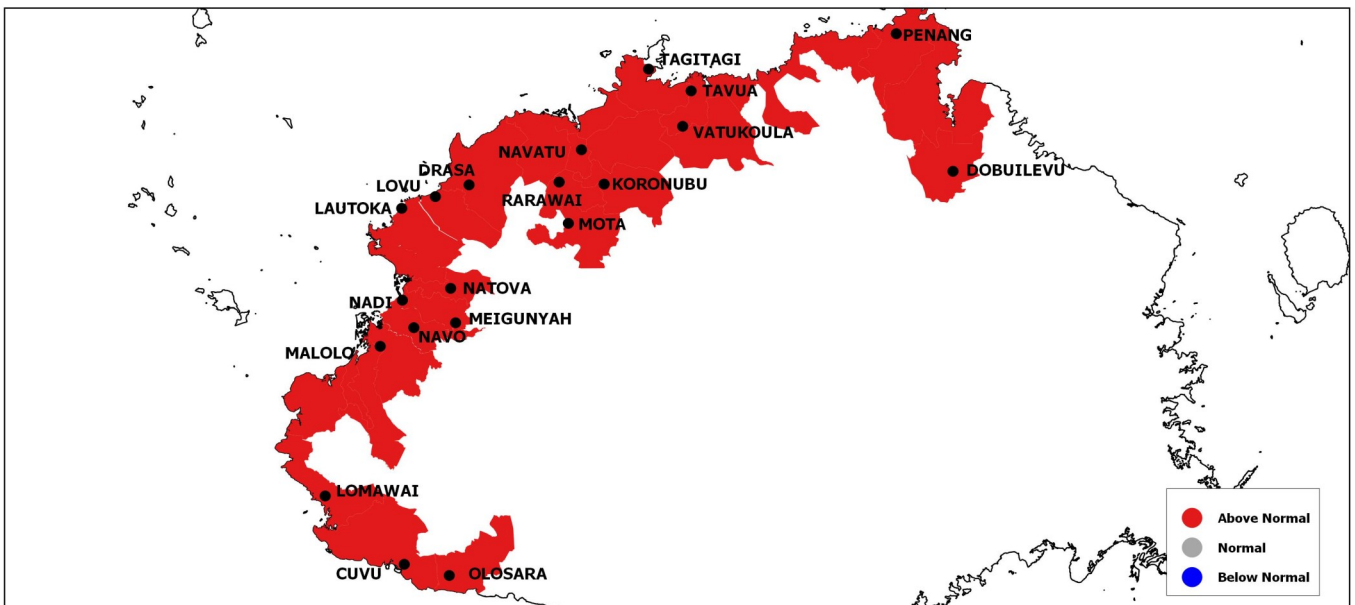 PENANG
TAGITAGI
TAVUA
VATUKOULA
NAVATU
DOBUILEVU
DRASA
KORONUBU
LOVU
RARAWAI
LAUTOKA
MOTA
NATOVA
NADI
MEIGUNYAH
NAVO
MALOLO
LOMAWAI
CUVU
OLOSARA
Above Normal
Normal
Below Normal